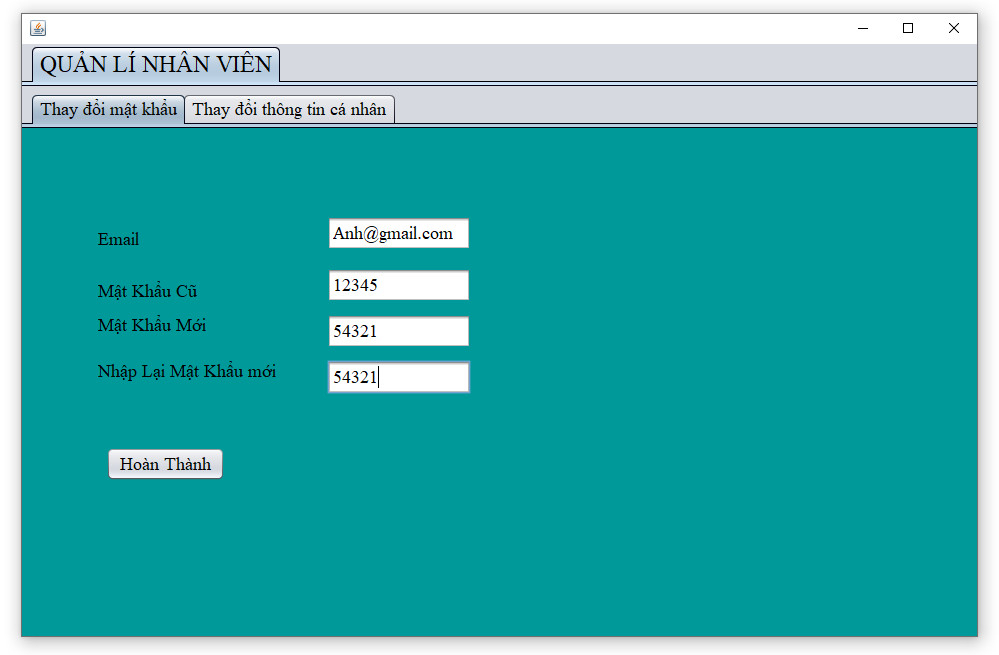 QUẢN LÍ NHÂN VIÊN
Thay đổi mật khẩu Thay đổi thông tin cá nhân
Email Anh@gmail.com
Mật Khẩu Cũ 12345
Mật Khẩu Mới 54321
Nhập Lại Mật Khẩu mới 54321
Hoàn Thành